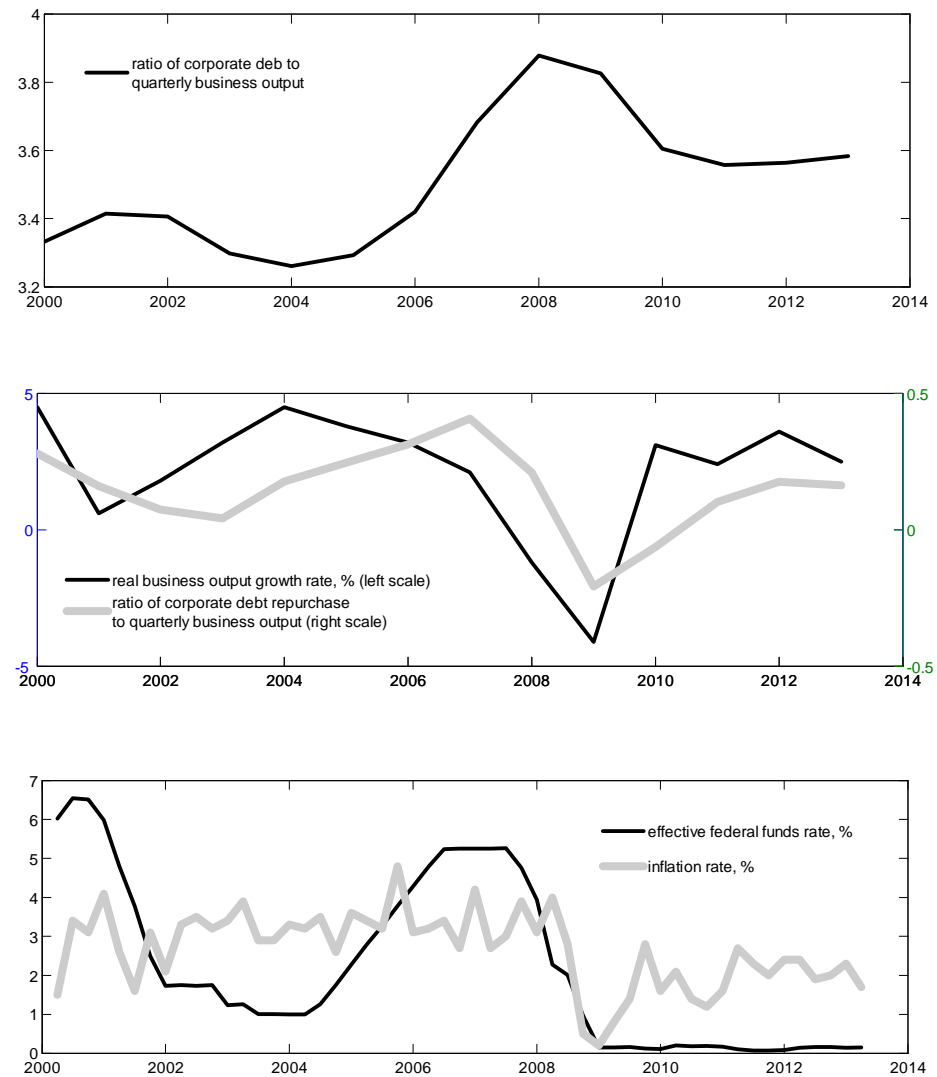 4
3.8
3.6
3.4
3.2
ratio of corporate deb to
quarterly business output
2000 2002 2004 2006 2008 2010 2012 2014
5
0
-5
0.5
0
-0.5
real business output growth rate, % (left scale)
ratio of corporate debt repurchase
to quarterly business output (right scale)
2000 2002 2004 2006 2008 2010 2012 2014
7
6
5
4
3
2
1
0
effective federal funds rate, %
inflation rate, %
2000 2002 2004 2006 2008 2010 2012 2014